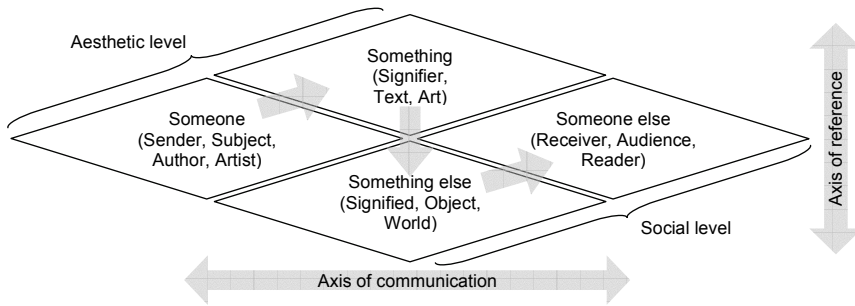 Aesthetic level
Something
(Signifier,
Text, Art)
Someone
(Sender, Subject,
Author, Artist)
Someone else
(Receiver, Audience,
Reader)
Something else
(Signified, Object,
World)
Social level
Axis of reference
Axis of communication